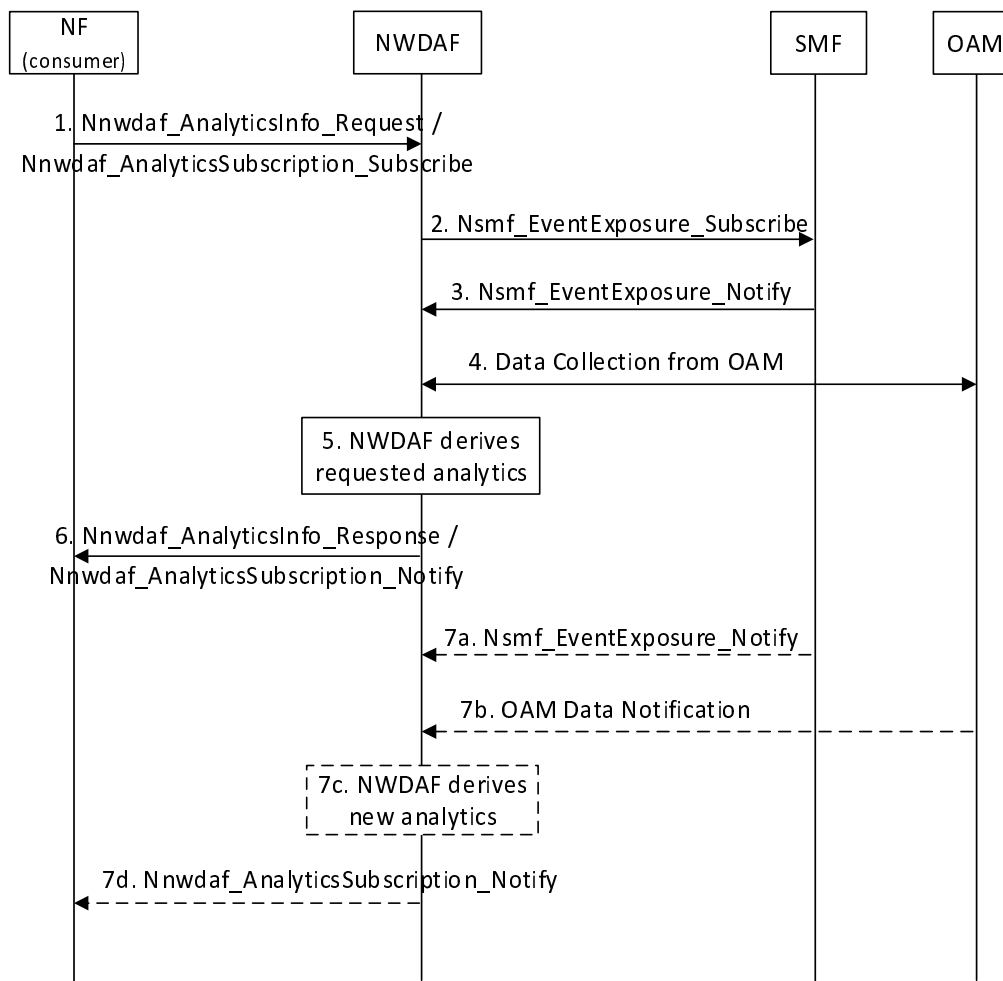 NF
(consumer)
NWDAF
SMF
OAM
1. Nnwdaf_AnalyticsInfo_Request /
Nnwdaf_AnalyticsSubscription_Subscribe
2. Nsmf_EventExposure_Subscribe
3. Nsmf_EventExposure_Notify
4. Data Collection from OAM
5. NWDAF derives
requested analytics
6. Nnwdaf_AnalyticsInfo_Response /
Nnwdaf_AnalyticsSubscription_Notify
7a. Nsmf_EventExposure_Notify
7b. OAM Data Notification
7c. NWDAF derives
new analytics
7d. Nnwdaf_AnalyticsSubscription_Notify